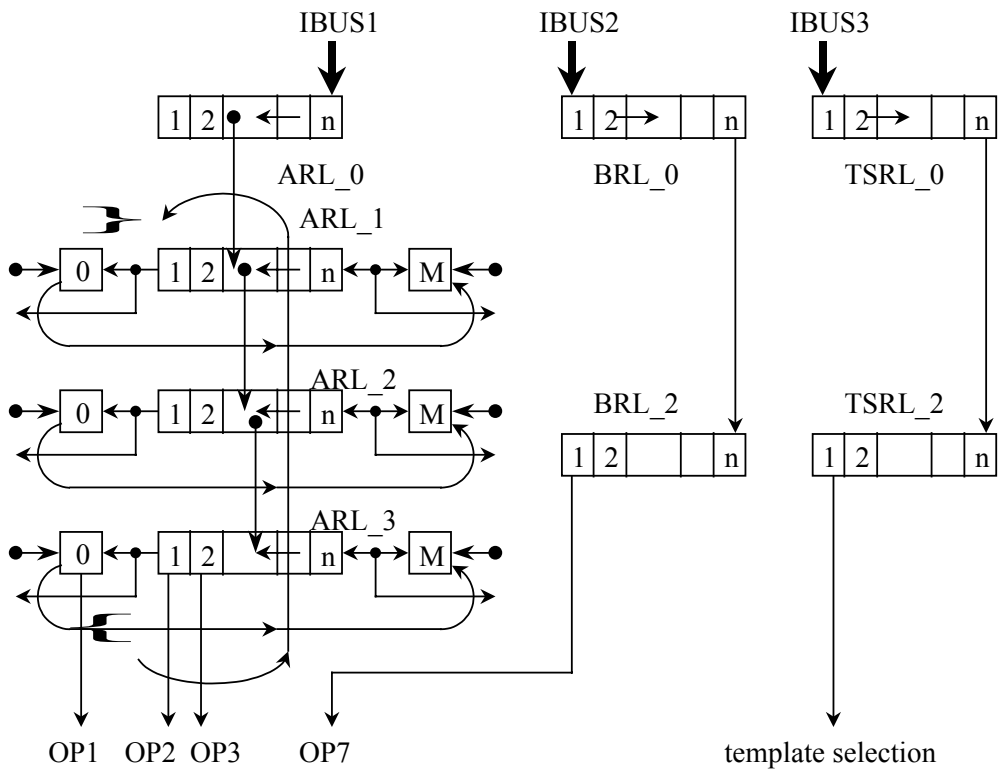 IBUS1 IBUS2 IBUS3
1 2 n 1 2 n 1 2 n
ARL_0 BRL_0 TSRL_0
ARL_1
0 1 2 n M
ARL_2 BRL_2 TSRL_2
0 1 2 n M
1 2 n 1 2 n
ARL_3
0 1 2 n M
OP1 OP2 OP3 OP7 template selection